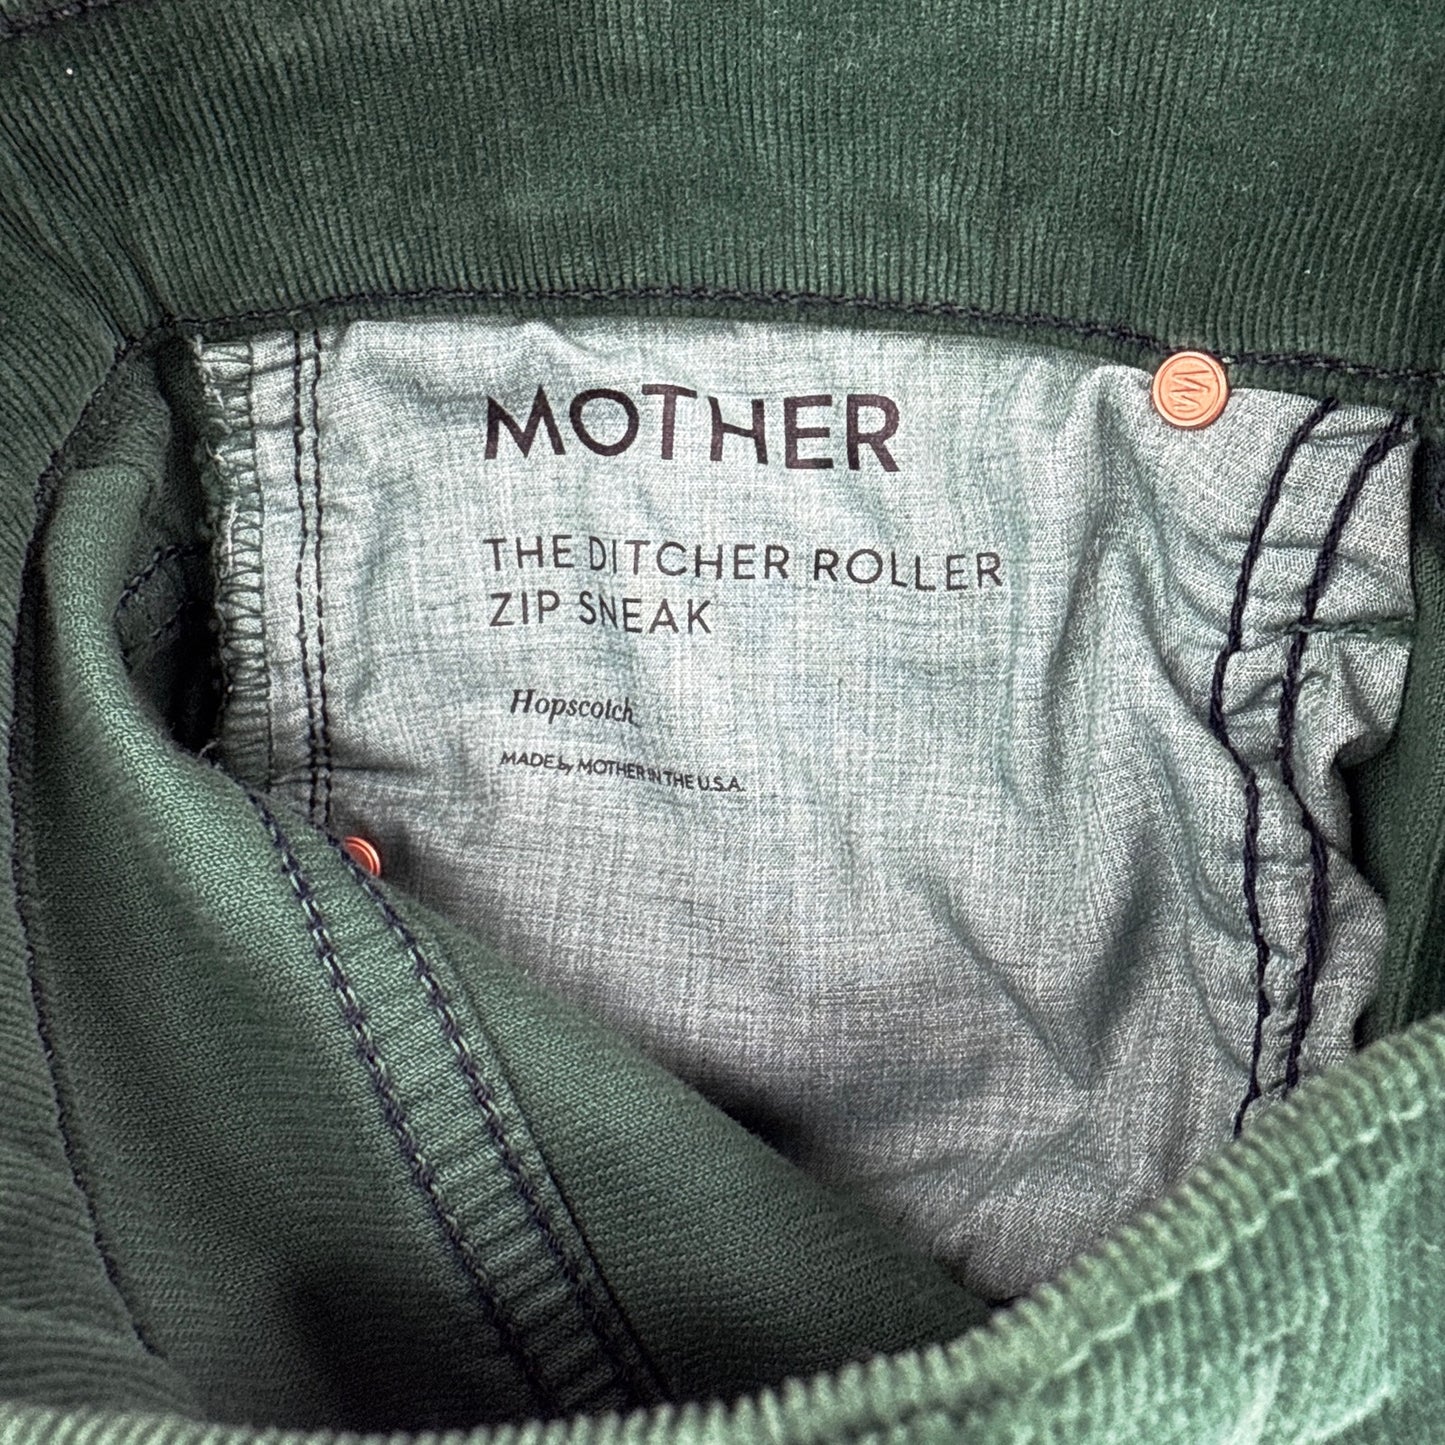 MOTHER
THE DITCHER ROLLER
ZIP SNEAK
Hopscotch
MADE by MOTHER IN THE U.S.A.